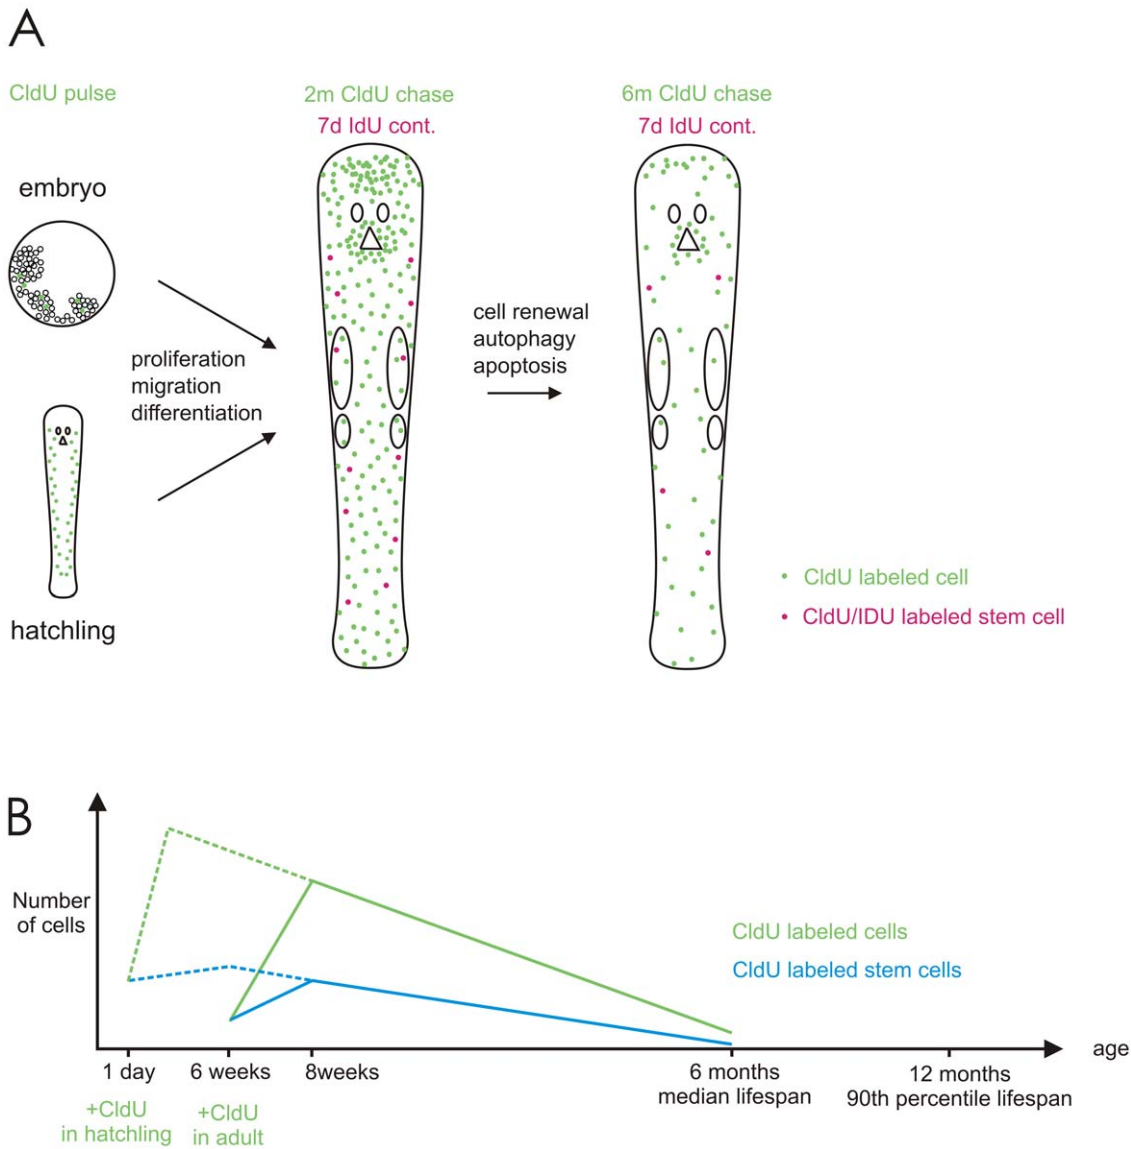 A
CldU pulse
2m CldU chase
7d IdU cont.
6m CldU chase
7d IdU cont.
embryo
proliferation
migration
differentiation
cell renewal
autophagy
apoptosis
hatchling
CldU labeled cell
CldU/IDU labeled stem cell
B
Number
of cells
CldU labeled cells
CldU labeled stem cells
age
1 day
6 weeks
8weeks
6 months
median lifespan
12 months
90th percentile lifespan
+CldU
in hatchling
+CldU
in adult